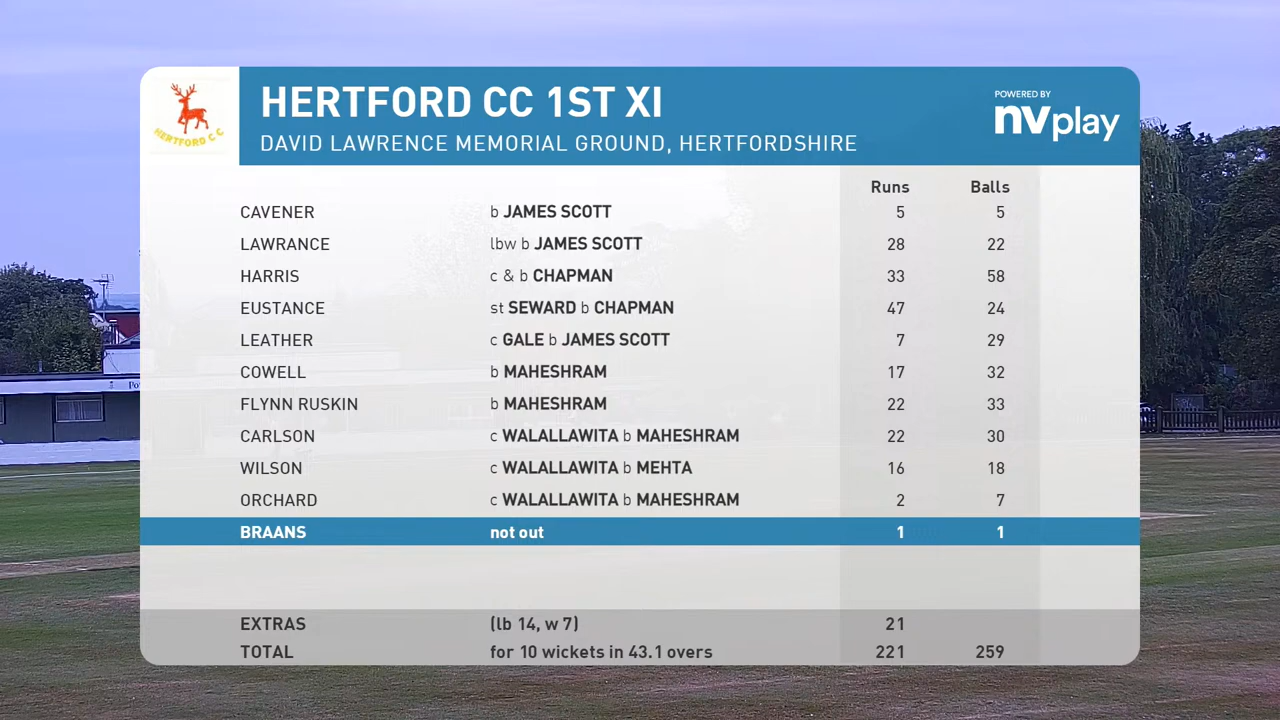 HERTFORD CC
HERTFORD CC 1ST XI
DAVID LAWRENCE MEMORIAL GROUND, HERTFORDSHIRE
POWERED BY
nvplay
Runs Balls
CAVENER b JAMES SCOTT 5 5
LAWRANCE lbw b JAMES SCOTT 28 22
HARRIS c & b CHAPMAN 33 58
EUSTANCE st SEWARD b CHAPMAN 47 24
LEATHER c GALE b JAMES SCOTT 7 29
COWELL b MAHESHRAM 17 32
FLYNN RUSKIN b MAHESHRAM 22 33
CARLSON c WALALLAWITA b MAHESHRAM 22 30
WILSON c WALALLAWITA b MEHTA 16 18
ORCHARD c WALALLAWITA b MAHESHRAM 2 7
BRAANS not out 1 1
EXTRAS (lb 14, w 7) 21
TOTAL for 10 wickets in 43.1 overs 221 259